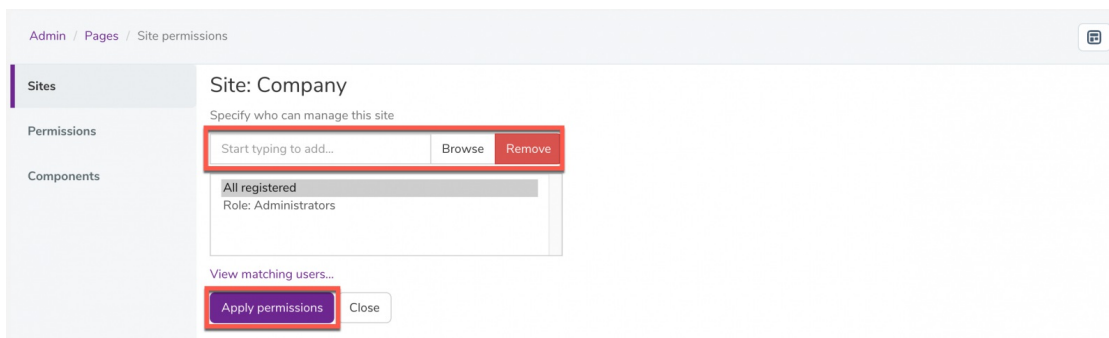 Admin / Pages / Site permissions
Sites
Permissions
Components
Site: Company
Specify who can manage this site
Start typing to add... Browse Remove
All registered
Role: Administrators
View matching users...
Apply permissions Close